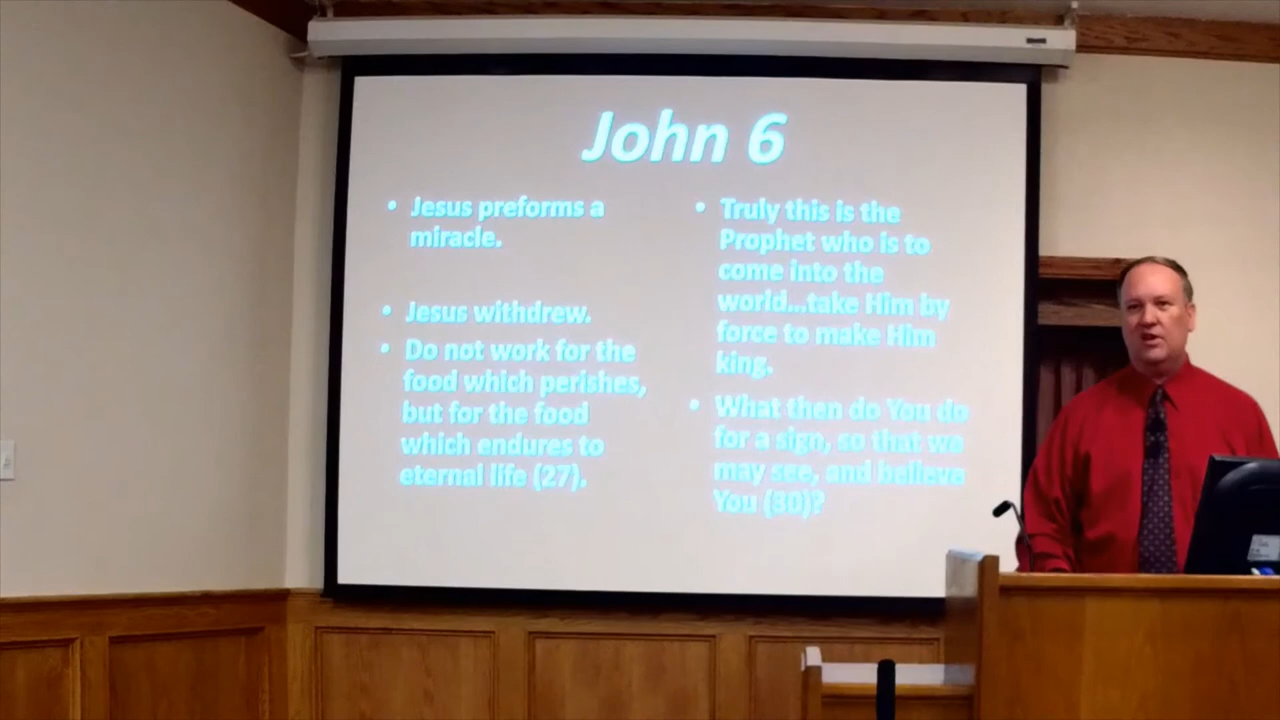 John 6
• Jesus preforms a
miracle.
• Jesus withdrew.
• Do not work for the
food which perishes,
but for the food
which endures to
eternal life (27).
• Truly this is the
Prophet who is to
come into the
world...take Him by
force to make Him
king.
• What then do You do
for a sign, so that we
may see, and believe
You (30)?